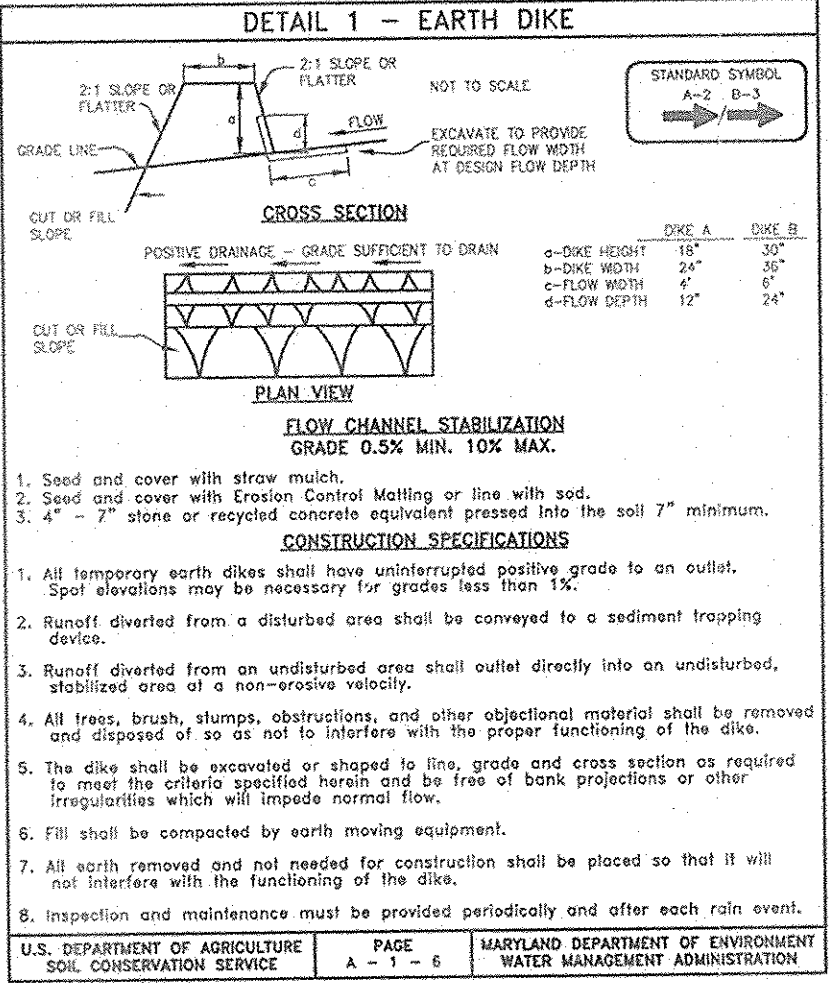 DETAIL 1 – EARTH DIKE
b
2:1 SLOPE OR
FLATTER
2:1 SLOPE OR
FLATTER
NOT TO SCALE
STANDARD SYMBOL
A-2 B-3
/
a
d
FLOW
GRADE LINE
EXCAVATE TO PROVIDE
REQUIRED FLOW WIDTH
AT DESIGN FLOW DEPTH
c
CUT OR FILL
SLOPE
CROSS SECTION
POSITIVE DRAINAGE – GRADE SUFFICIENT TO DRAIN
DIKE A DIKE B
a-DIKE HEIGHT 18" 30"
b-DIKE WIDTH 24" 36"
c-FLOW WIDTH 4' 6'
d-FLOW DEPTH 12" 24"
CUT OR FILL
SLOPE
PLAN VIEW
FLOW CHANNEL STABILIZATION
GRADE 0.5% MIN. 10% MAX.
1. Seed and cover with straw mulch.
2. Seed and cover with Erosion Control Matting or line with sod.
3. 4" – 7" stone or recycled concrete equivalent pressed into the soil 7" minimum.
CONSTRUCTION SPECIFICATIONS
1. All temporary earth dikes shall have uninterrupted positive grade to an outlet.
Spot elevations may be necessary for grades less than 1%.
2. Runoff diverted from a disturbed area shall be conveyed to a sediment trapping
device.
3. Runoff diverted from an undisturbed area shall outlet directly into an undisturbed,
stabilized area at a non-erosive velocity.
4. All trees, brush, stumps, obstructions, and other objectional material shall be removed
and disposed of so as not to interfere with the proper functioning of the dike.
5. The dike shall be excavated or shaped to line, grade and cross section as required
to meet the criteria specified herein and be free of bank projections or other
irregularities which will impede normal flow.
6. Fill shall be compacted by earth moving equipment.
7. All earth removed and not needed for construction shall be placed so that it will
not interfere with the functioning of the dike.
8. Inspection and maintenance must be provided periodically and after each rain event.
U.S. DEPARTMENT OF AGRICULTURE
SOIL CONSERVATION SERVICE
PAGE
A – 1 – 6
MARYLAND DEPARTMENT OF ENVIRONMENT
WATER MANAGEMENT ADMINISTRATION